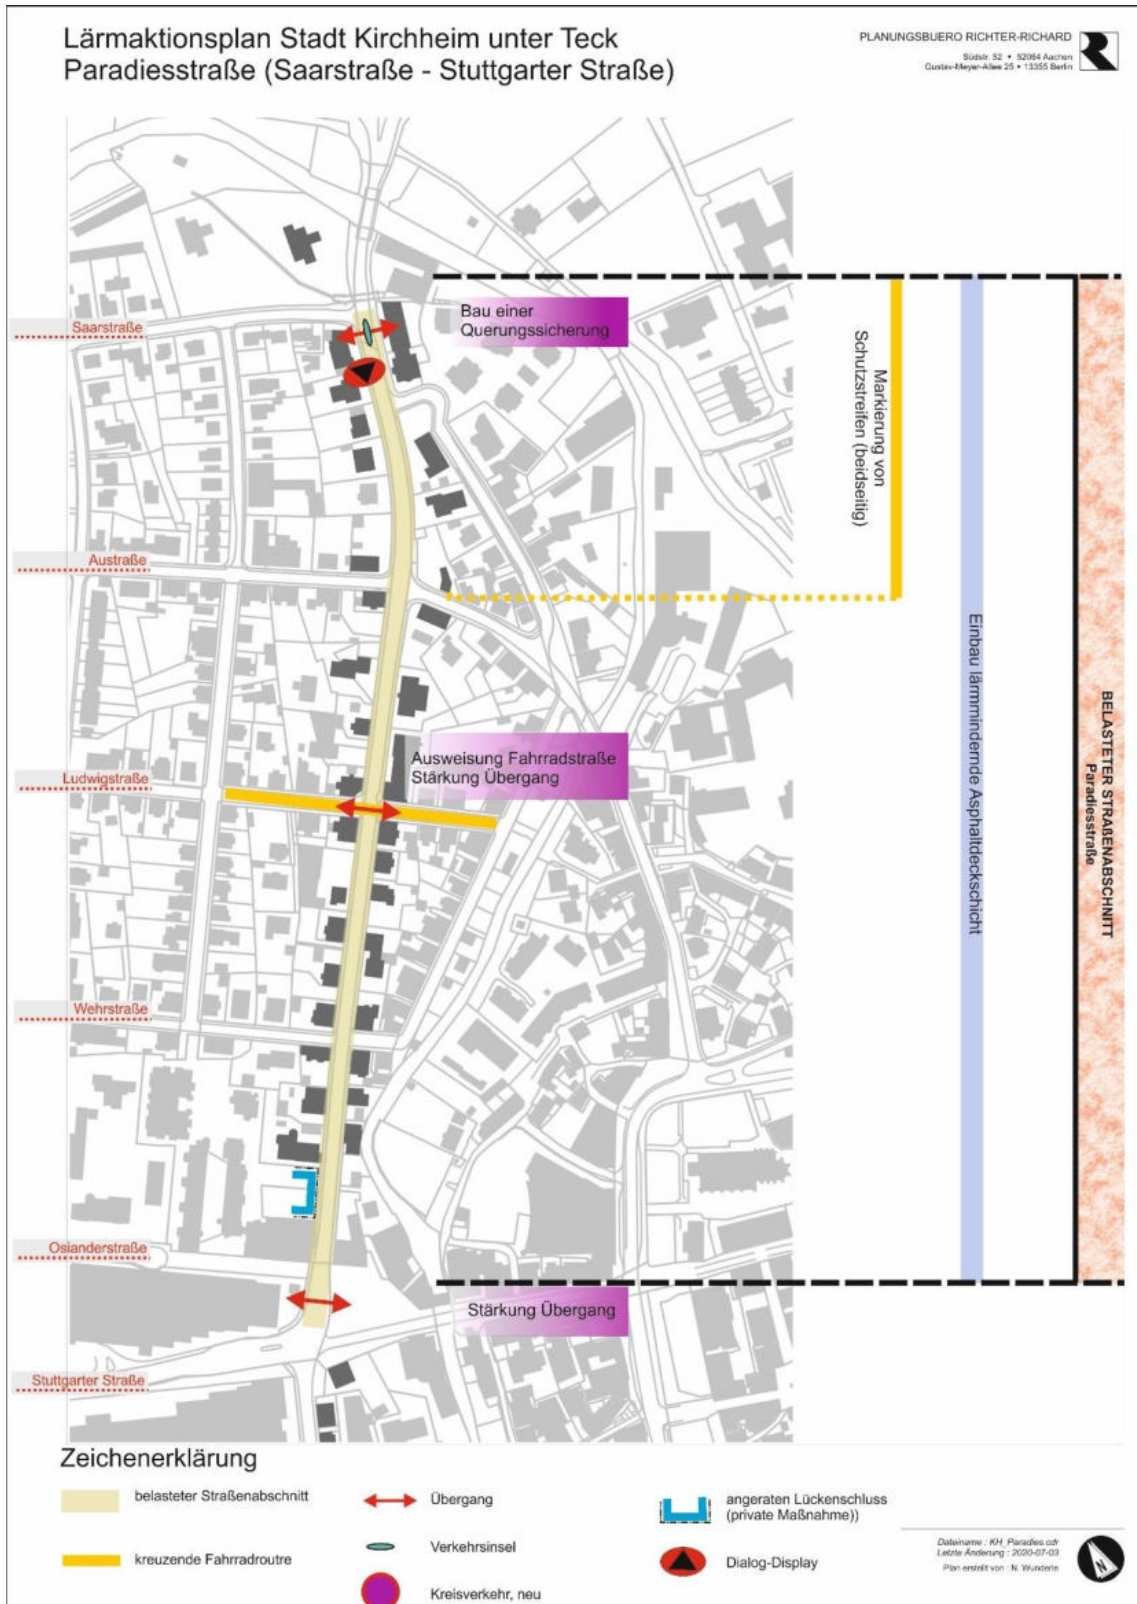 Lärmaktionsplan Stadt Kirchheim unter Teck
Paradiesstraße (Saarstraße - Stuttgarter Straße)
PLANUNGSBUERO RICHTER-RICHARD
Südstr. 52 • 52064 Aachen
Gustav-Meyer-Allee 25 • 13355 Berlin
Bau einer
Querungssicherung
Saarstraße
Markierung von
Schutzstreifen (beidseitig)
Austraße
Einbau lärmmindernde Asphaltdeckschicht
BELASTETER STRAßENABSCHNITT
Paradiesstraße
Ausweisung Fahrradstraße
Stärkung Übergang
Ludwigstraße
Wehrstraße
Osianderstraße
Stärkung Übergang
Stuttgarter Straße
Zeichenerklärung
belasteter Straßenabschnitt
kreuzende Fahrradroutre
Übergang
Verkehrsinsel
Kreisverkehr, neu
angeraten Lückenschluss
(private Maßnahme))
Dialog-Display
Dateiname : KH_Paradies.cdr
Letzte Änderung : 2020-07-03
Plan erstellt von : N. Wunderle
N